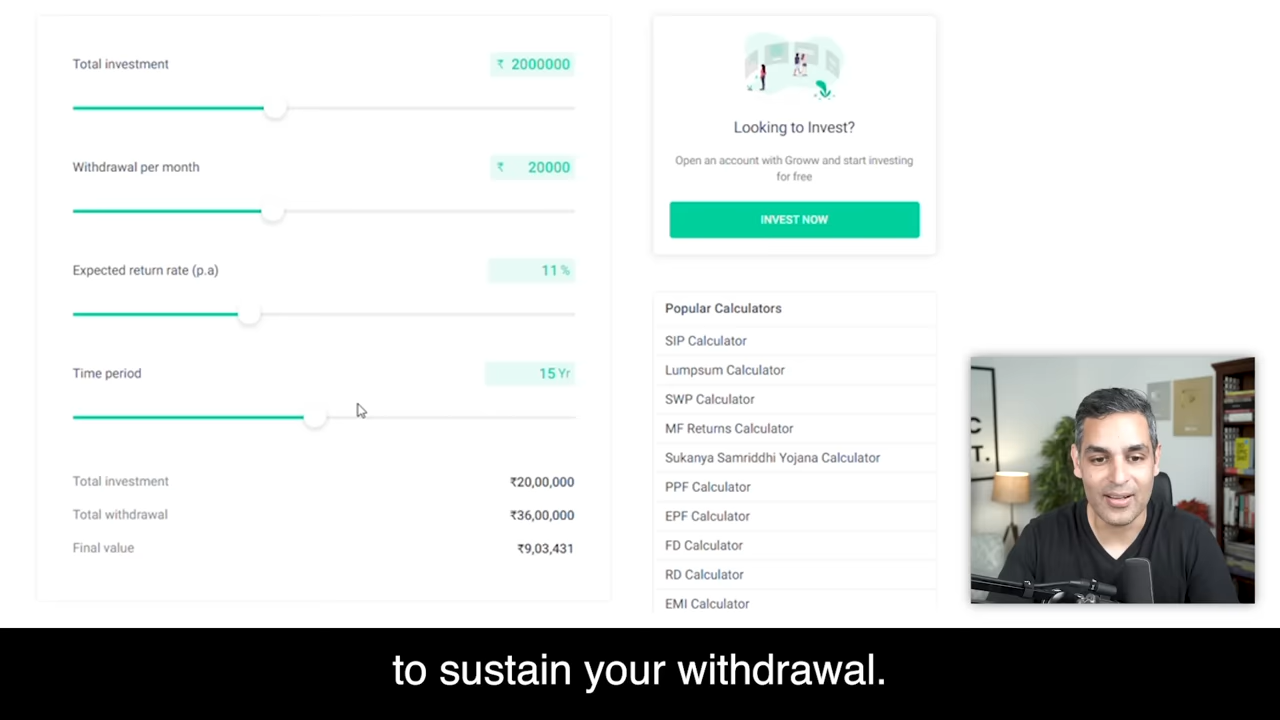 Total investment
₹ 2000000
Withdrawal per month
₹ 20000
Expected return rate (p.a)
11 %
Time period
15 Yr
Total investment
₹20,00,000
Total withdrawal
₹36,00,000
Final value
₹9,03,431
Looking to Invest?
Open an account with Groww and start investing
for free
INVEST NOW
Popular Calculators
SIP Calculator
Lumpsum Calculator
SWP Calculator
MF Returns Calculator
Sukanya Samriddhi Yojana Calculator
PPF Calculator
EPF Calculator
FD Calculator
RD Calculator
EMI Calculator
C
T.
to sustain your withdrawal.